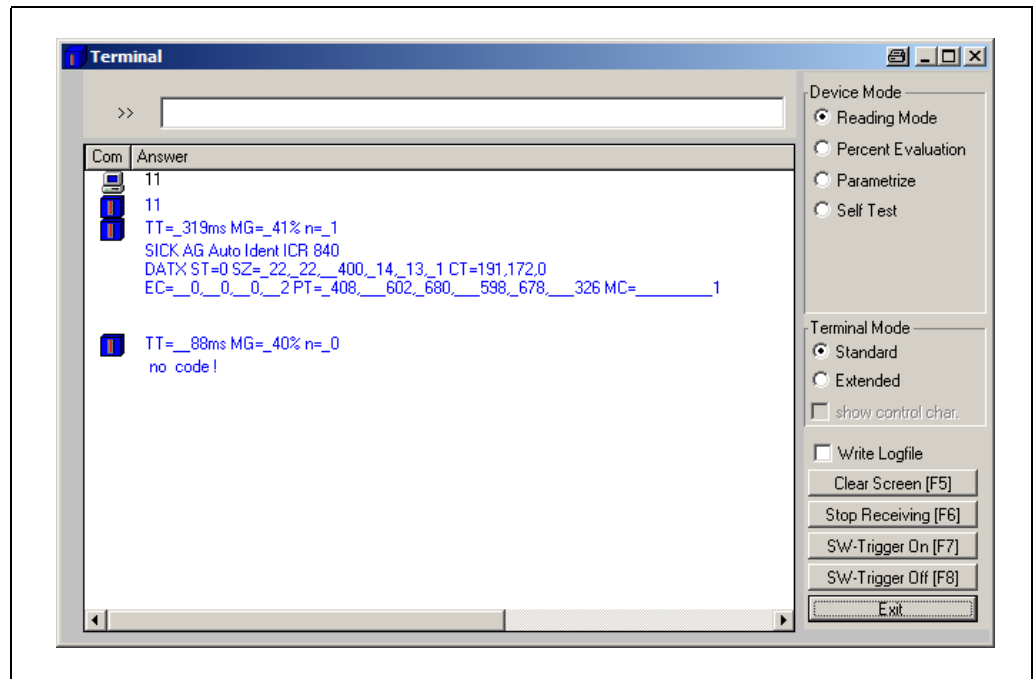 Terminal
>>
Com Answer
11
11
TT=_319ms MG=_41% n=_1
SICK AG Auto Ident ICR 840
DATX ST=0 SZ=_22,_22,__400,_14,_13,_1 CT=191,172,0
EC=__0,__0,__0,__2 PT=_408,___602,_680,___598,_678,___326 MC=_________1
TT=__88ms MG=_40% n=_0
no code !
Device Mode
Reading Mode
Percent Evaluation
Parametrize
Self Test
Terminal Mode
Standard
Extended
show control char.
Write Logfile
Clear Screen [F5]
Stop Receiving [F6]
SW-Trigger On [F7]
SW-Trigger Off [F8]
Exit